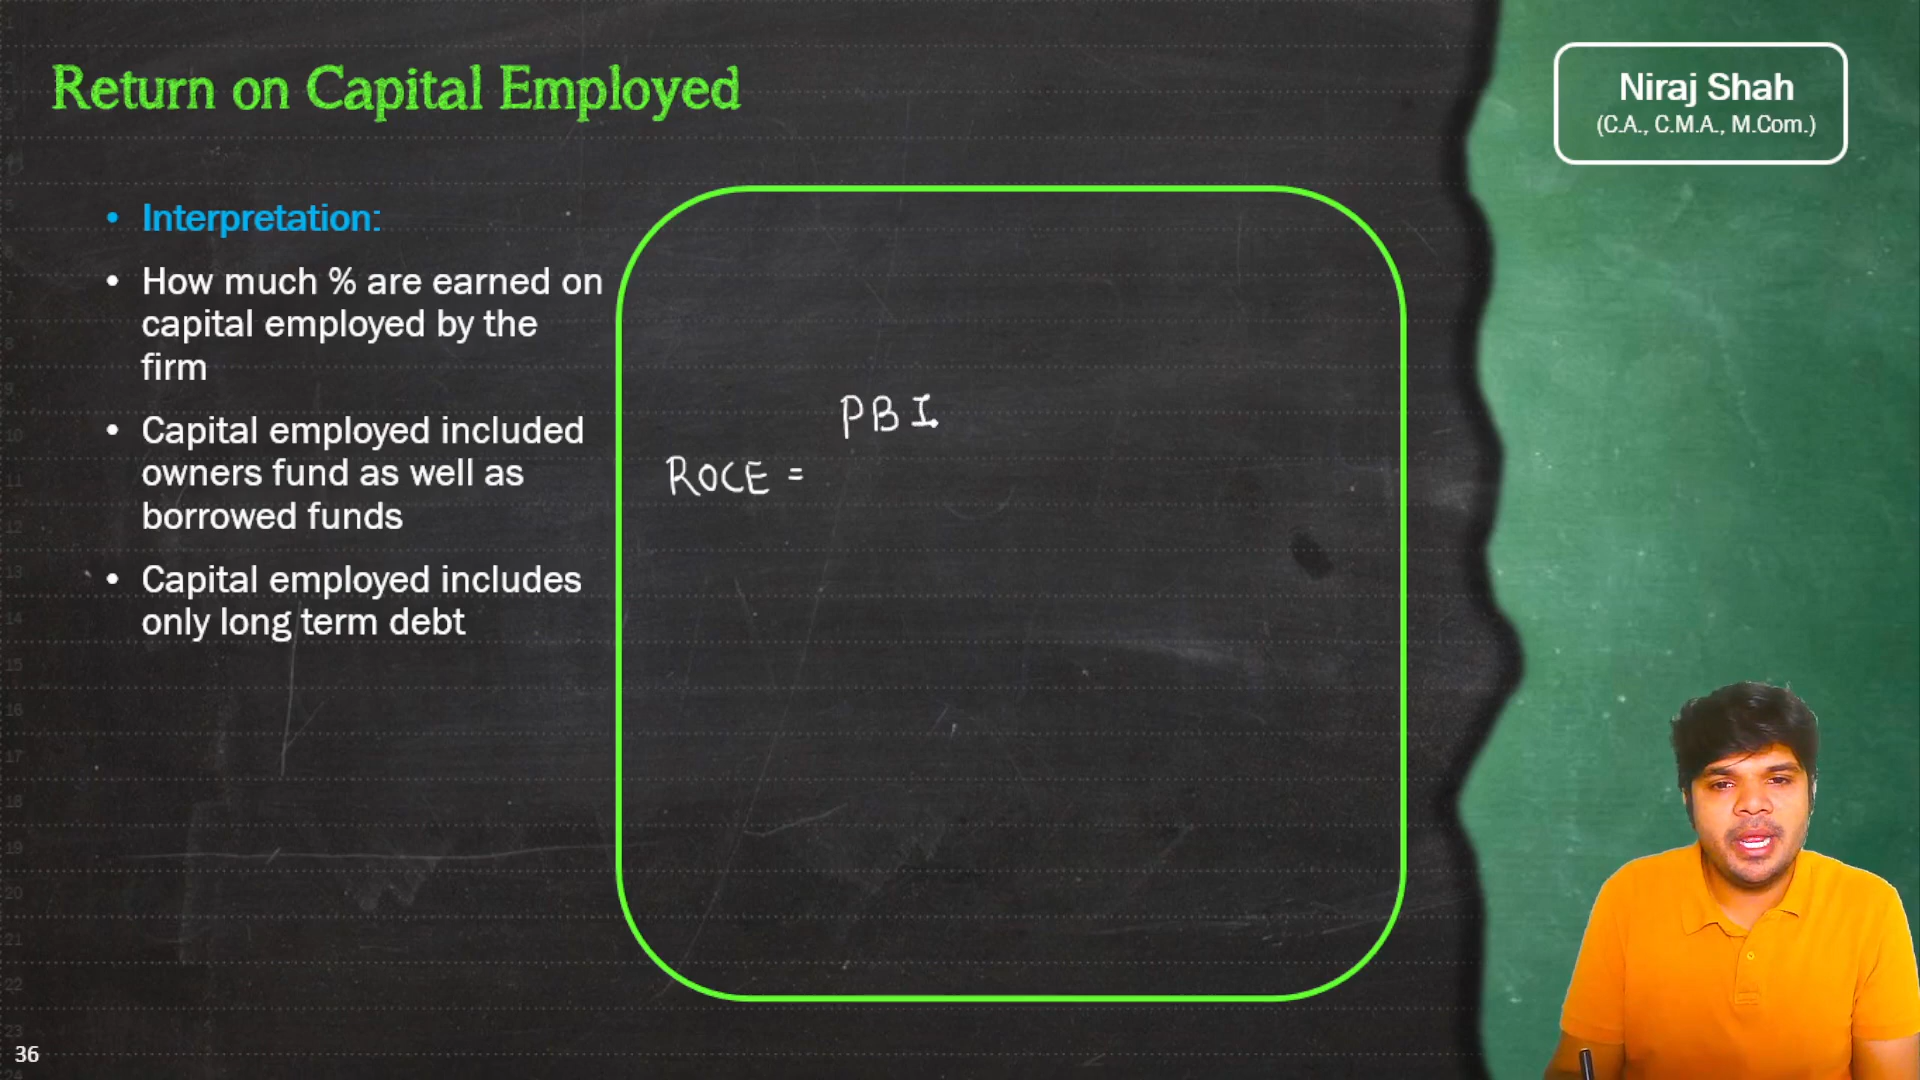 Return on Capital Employed
Niraj Shah
(C.A., C.M.A., M.Com.)
• Interpretation:
• How much % are earned on
capital employed by the
firm
• Capital employed included
owners fund as well as
borrowed funds
• Capital employed includes
only long term debt
PBI
ROCE =
36